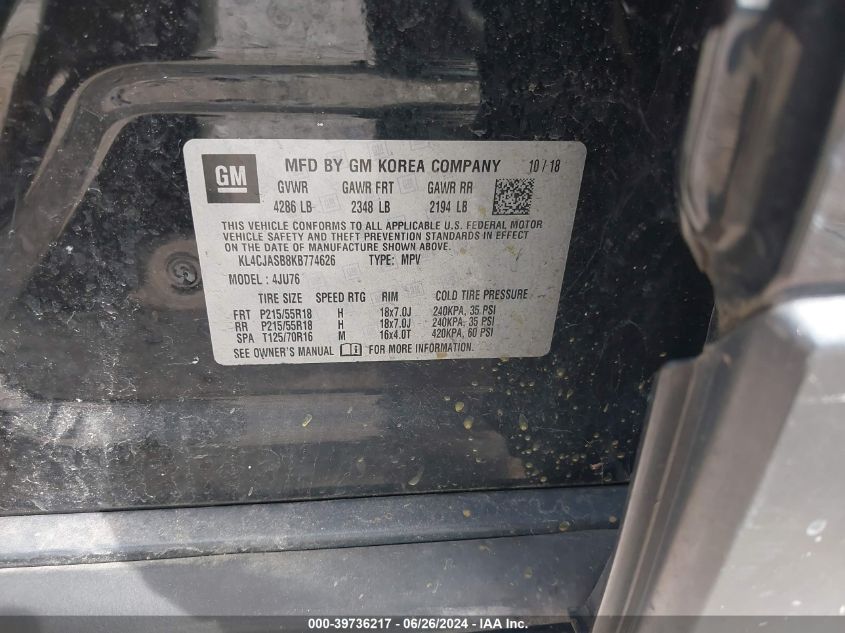 GM
MFD BY GM KOREA COMPANY 10 / 18
GVWR GAWR FRT GAWR RR
4286 LB 2348 LB 2194 LB
THIS VEHICLE CONFORMS TO ALL APPLICABLE U.S. FEDERAL MOTOR
VEHICLE SAFETY AND THEFT PREVENTION STANDARDS IN EFFECT
ON THE DATE OF MANUFACTURE SHOWN ABOVE.
KL4CJASB8KB774626 TYPE: MPV
MODEL : 4JU76
TIRE SIZE SPEED RTG RIM COLD TIRE PRESSURE
FRT P215/55R18 H 18x7.0J 240KPA, 35 PSI
RR P215/55R18 H 18x7.0J 240KPA, 35 PSI
SPA T125/70R16 M 16x4.0T 420KPA, 60 PSI
SEE OWNER'S MANUAL FOR MORE INFORMATION.
000-39736217 - 06/26/2024 - IAA Inc.